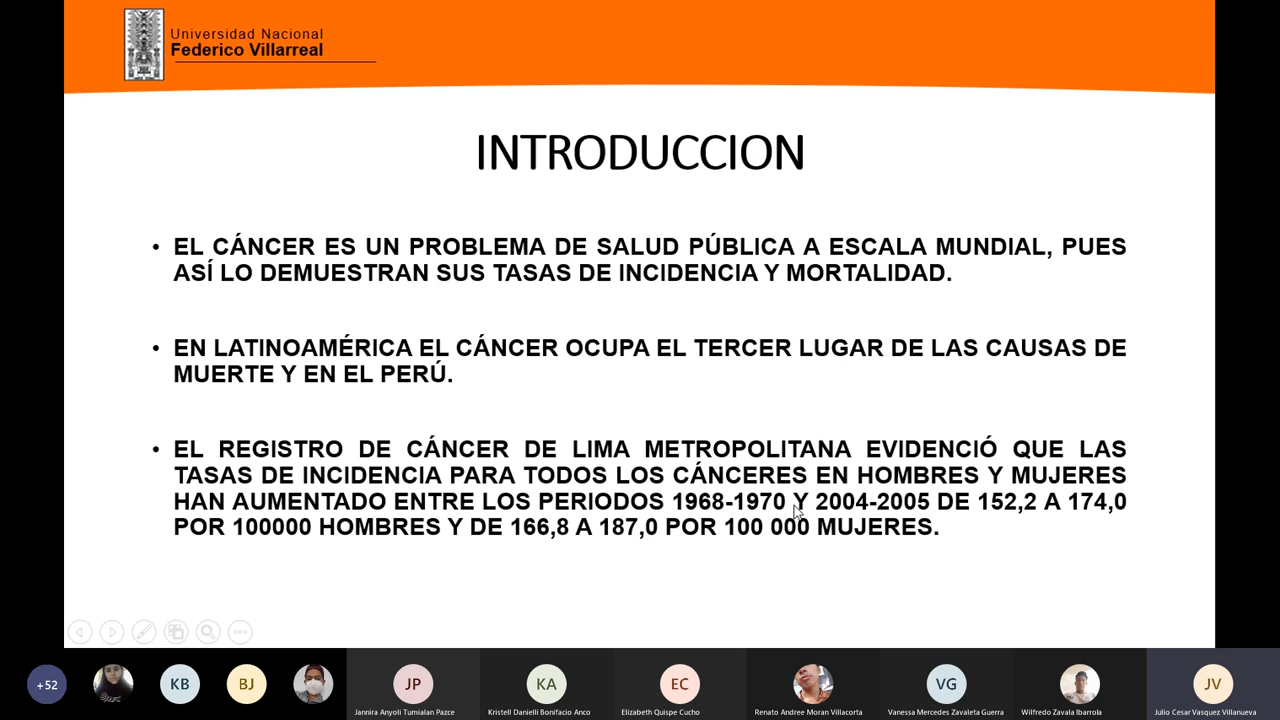 Universidad Nacional
Federico Villarreal
INTRODUCCION
• EL CÁNCER ES UN PROBLEMA DE SALUD PÚBLICA A ESCALA MUNDIAL, PUES
ASÍ LO DEMUESTRAN SUS TASAS DE INCIDENCIA Y MORTALIDAD.
• EN LATINOAMÉRICA EL CÁNCER OCUPA EL TERCER LUGAR DE LAS CAUSAS DE
MUERTE Y EN EL PERÚ.
• EL REGISTRO DE CÁNCER DE LIMA METROPOLITANA EVIDENCIÓ QUE LAS
TASAS DE INCIDENCIA PARA TODOS LOS CÁNCERES EN HOMBRES Y MUJERES
HAN AUMENTADO ENTRE LOS PERIODOS 1968-1970 Y 2004-2005 DE 152,2 A 174,0
POR 100000 HOMBRES Y DE 166,8 A 187,0 POR 100 000 MUJERES.
+52
KB
BJ
JP
KA
EC
VG
JV
Jannira Anyoli Tumialan Pazce
Kristell Danielli Bonifacio Anco
Elizabeth Quispe Cucho
Renato Andree Moran Villacorta
Vanessa Mercedes Zavaleta Guerra
Wilfredo Zavala Ibarrola
Julio Cesar Vasquez Villanueva